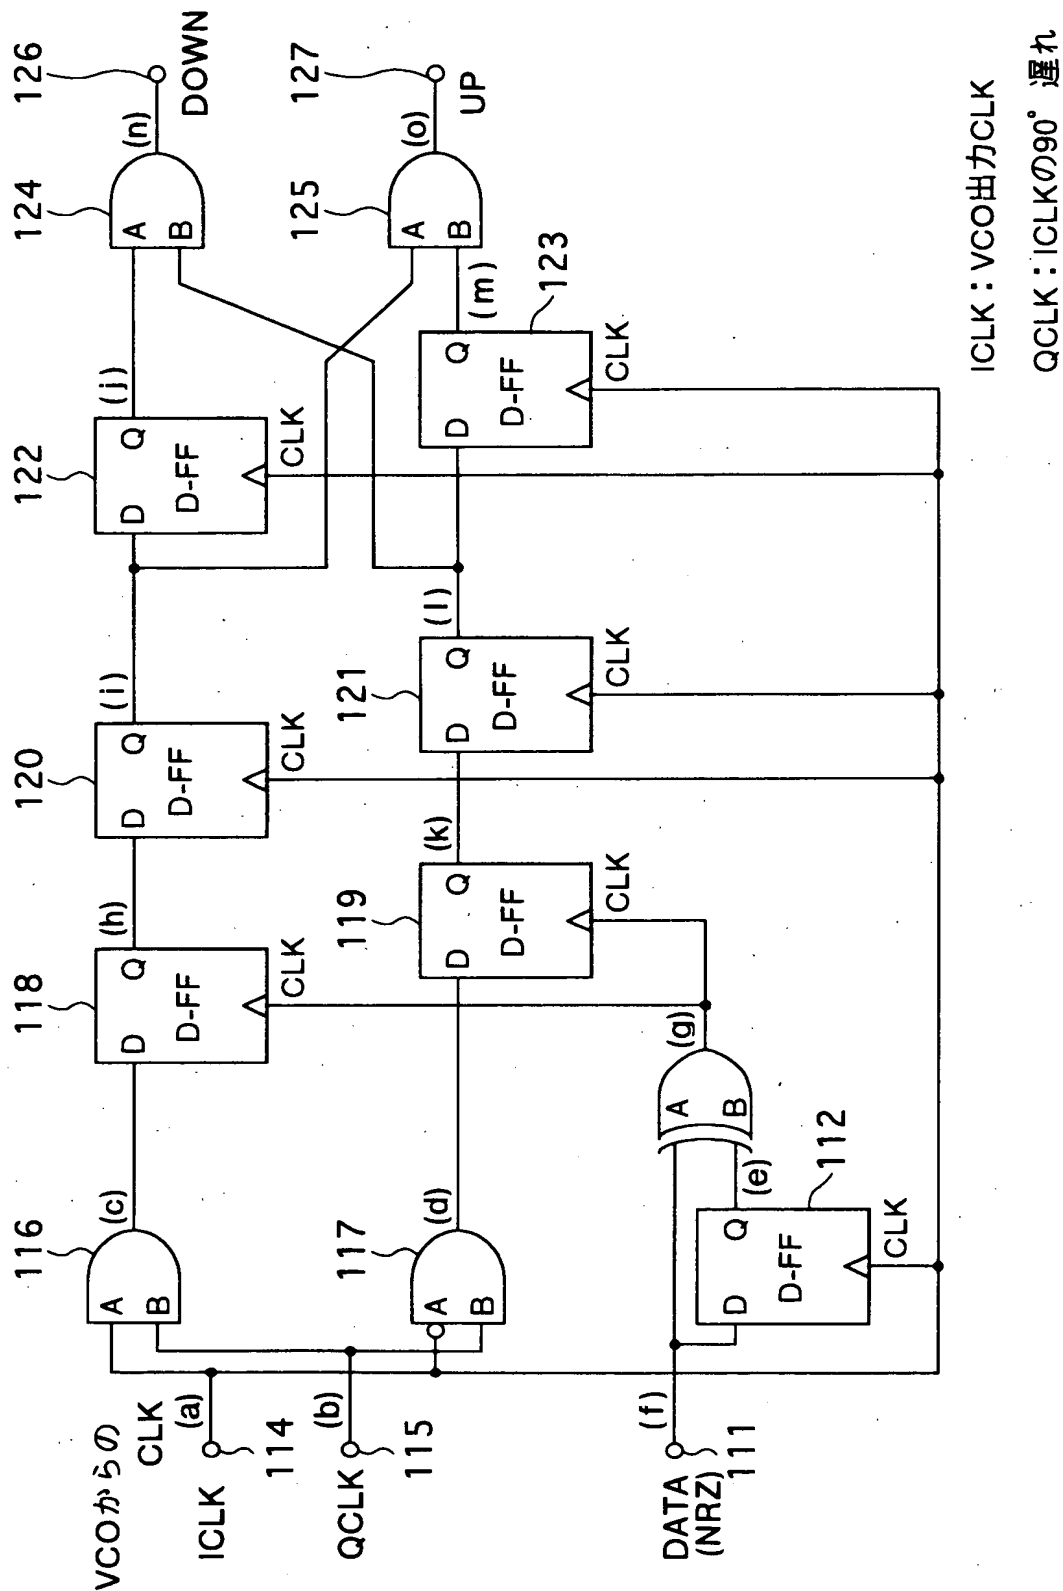 VCOからの
CLK
ICLK
(a)
114
QCLK
(b)
115
DATA
(NRZ)
(f)
111
116
A
B
(c)
117
A
B
(d)
112
D
Q
D-FF
CLK
(e)
A
B
(g)
118
D
Q
D-FF
CLK
(h)
119
D
Q
D-FF
CLK
(k)
120
D
Q
D-FF
CLK
(i)
121
D
Q
D-FF
CLK
(l)
122
D
Q
D-FF
CLK
(j)
123
D
Q
D-FF
CLK
(m)
124
A
B
(n)
126
DOWN
125
A
B
(o)
127
UP
ICLK：VCO出力CLK
QCLK：ICLKの90° 遅れ